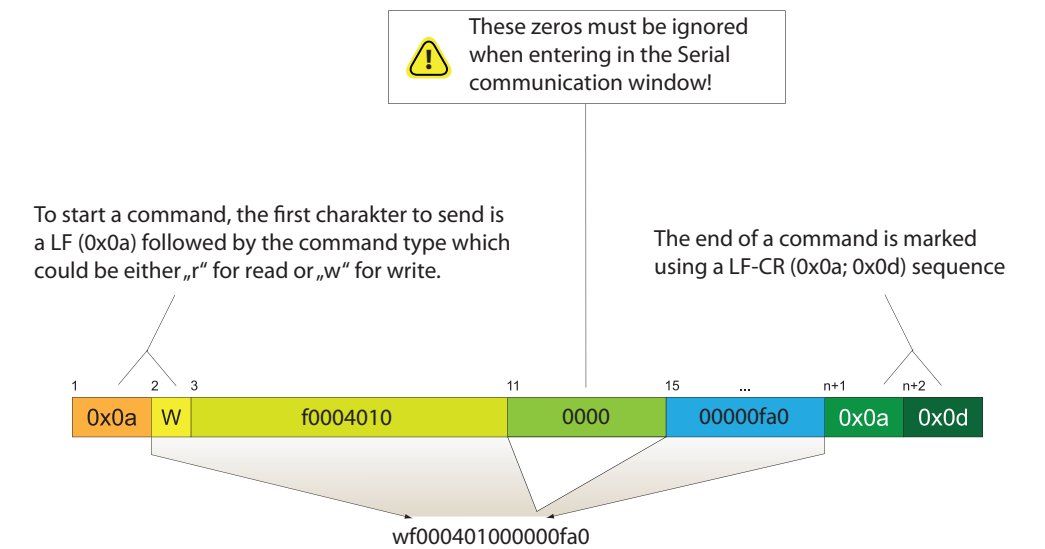 These zeros must be ignored
when entering in the Serial
communication window!
To start a command, the first charakter to send is
a LF (0x0a) followed by the command type which
could be either „r“ for read or „w“ for write.
The end of a command is marked
using a LF-CR (0x0a; 0x0d) sequence
1 2 3 11 15 ... n+1 n+2
0x0a W f0004010 0000 00000fa0 0x0a 0x0d
wf000401000000fa0